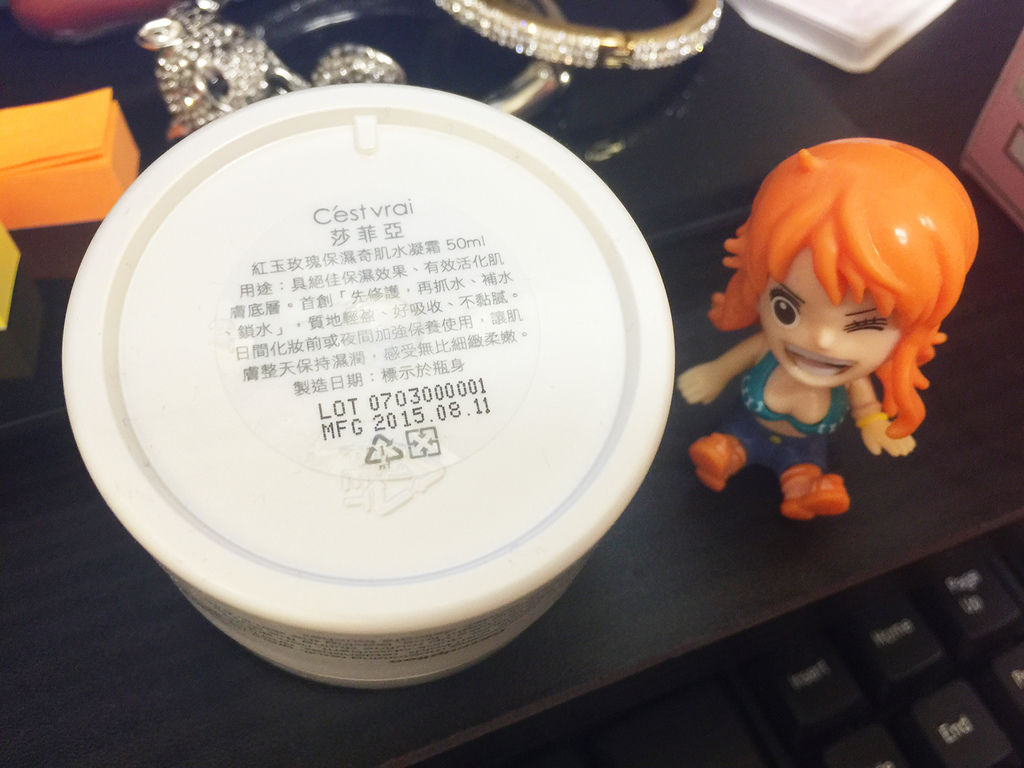 C'est vrai
莎菲亞
紅玉玫瑰保濕奇肌水凝霜 50ml
用途：具絕佳保濕效果、有效活化肌
膚底層。首創「先修護，再抓水、補水
、鎖水」，質地輕盈、好吸收、不黏膩。
日間化妝前或夜間加強保養使用，讓肌
膚整天保持濕潤，感受無比細緻柔嫩。
製造日期：標示於瓶身
LOT 0703000001
MFG 2015.08.11
Page
Up
Home
Insert
End